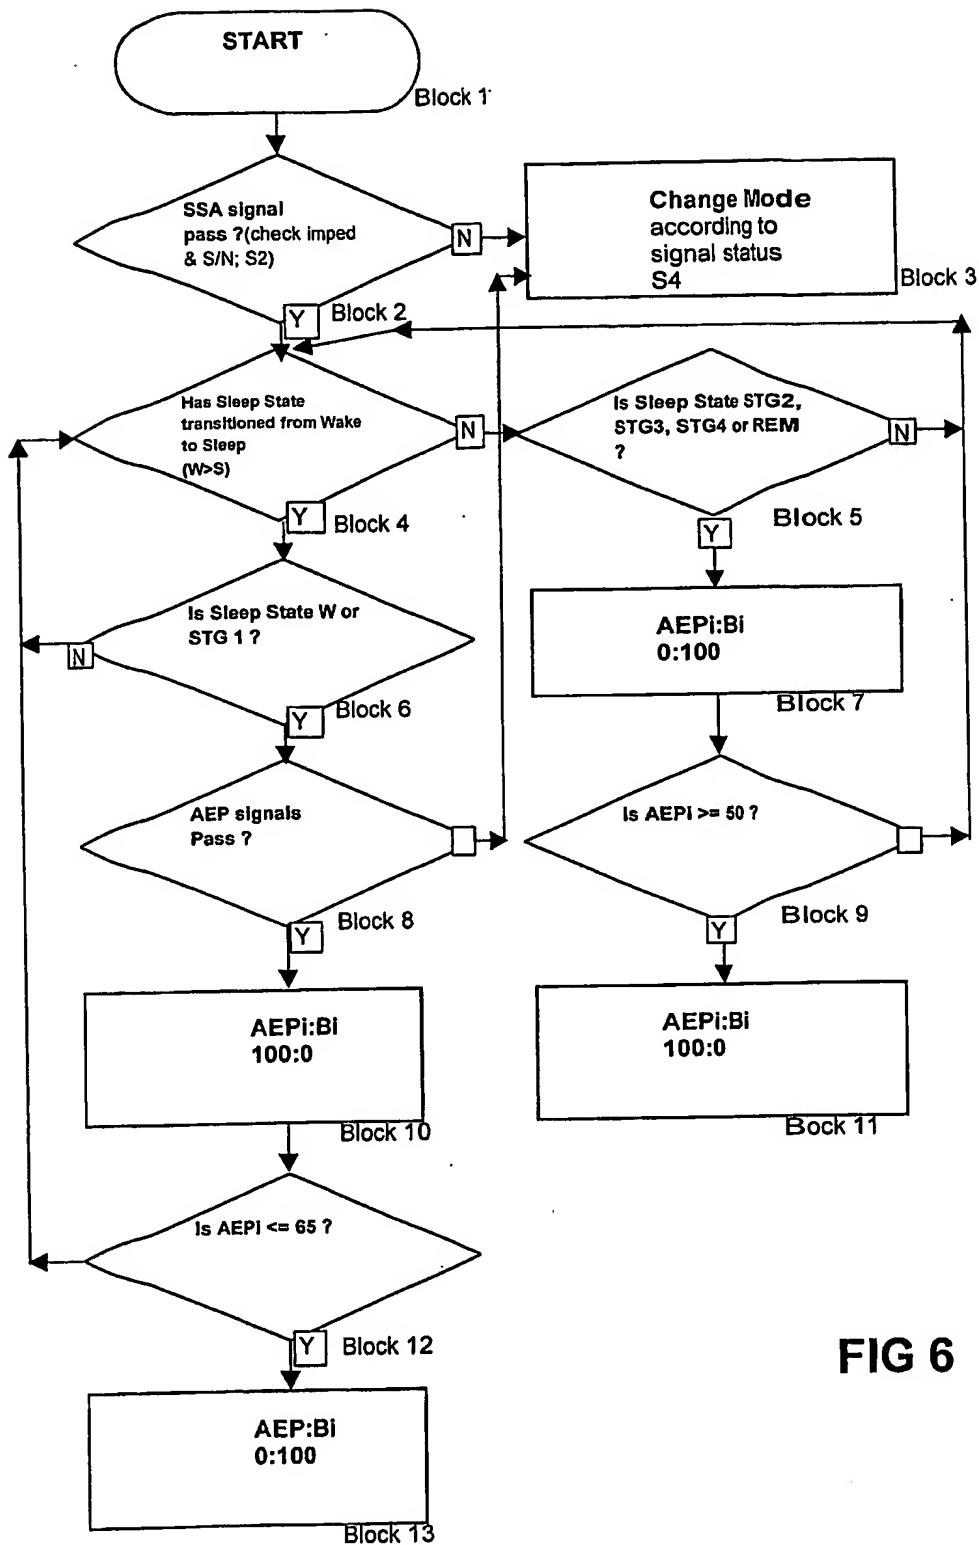 START
Block 1
SSA signal
pass ?(check imped
& S/N; S2)
N
Y
Block 2
Change Mode
according to
signal status
S4
Block 3
Has Sleep State
transitioned from Wake
to Sleep
(W>S)
N
Y
Block 4
Is Sleep State STG2,
STG3, STG4 or REM
?
N
Y
Block 5
Is Sleep State W or
STG 1 ?
N
Y
Block 6
AEPi:Bi
0:100
Block 7
AEP signals
Pass ?
Y
Block 8
Is AEPi >= 50 ?
Y
Block 9
AEPi:Bi
100:0
Block 10
AEPi:Bi
100:0
Bock 11
Is AEPi <= 65 ?
Y
Block 12
AEP:Bi
0:100
Block 13
FIG 6